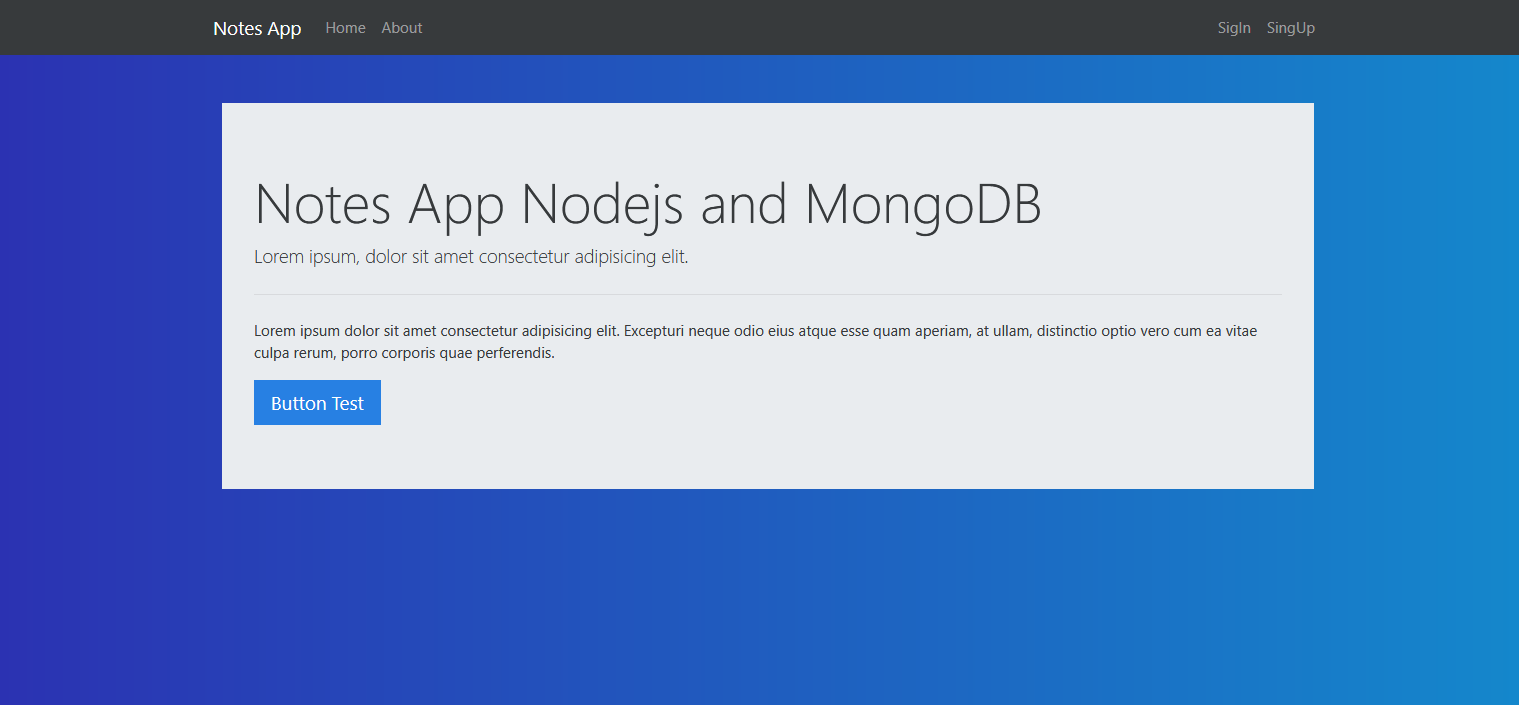 Notes App Home About SigIn SingUp
Notes App Nodejs and MongoDB
Lorem ipsum, dolor sit amet consectetur adipisicing elit.
Lorem ipsum dolor sit amet consectetur adipisicing elit. Excepturi neque odio eius atque esse quam aperiam, at ullam, distinctio optio vero cum ea vitae
culpa rerum, porro corporis quae perferendis.
Button Test